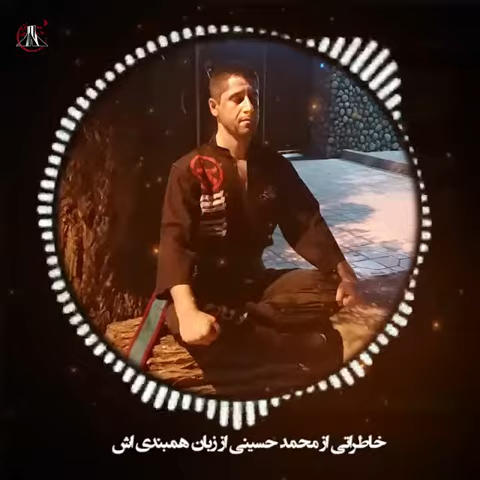 خاطراتی از محمد حسینی از زبان همبندی اش